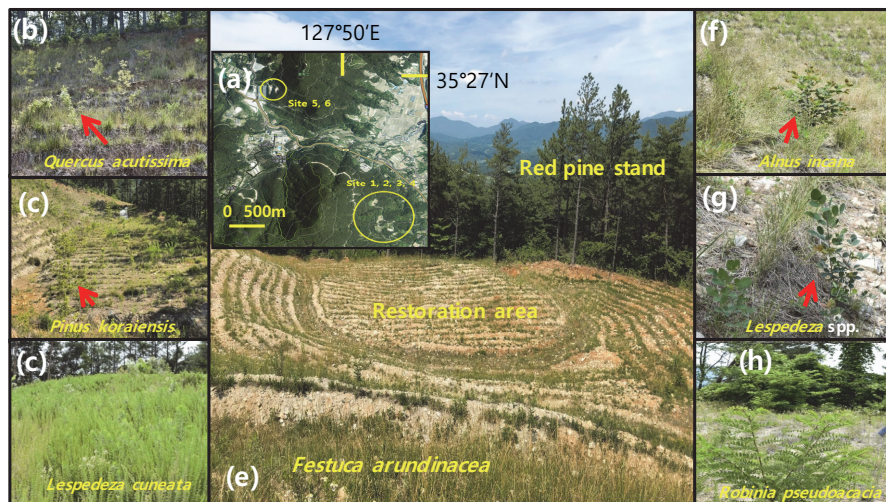 (b)
Quercus acutissima
(c)
Pinus koraiensis
(c)
Lespedeza cuneata
127°50'E
35°27'N
(a)
Site 5, 6
Site 1, 2, 3, 4
0 500m
Red pine stand
Restoration area
Festuca arundinacea
(e)
(f)
Alnus incana
(g)
Lespedeza spp.
(h)
Robinia pseudoacacia